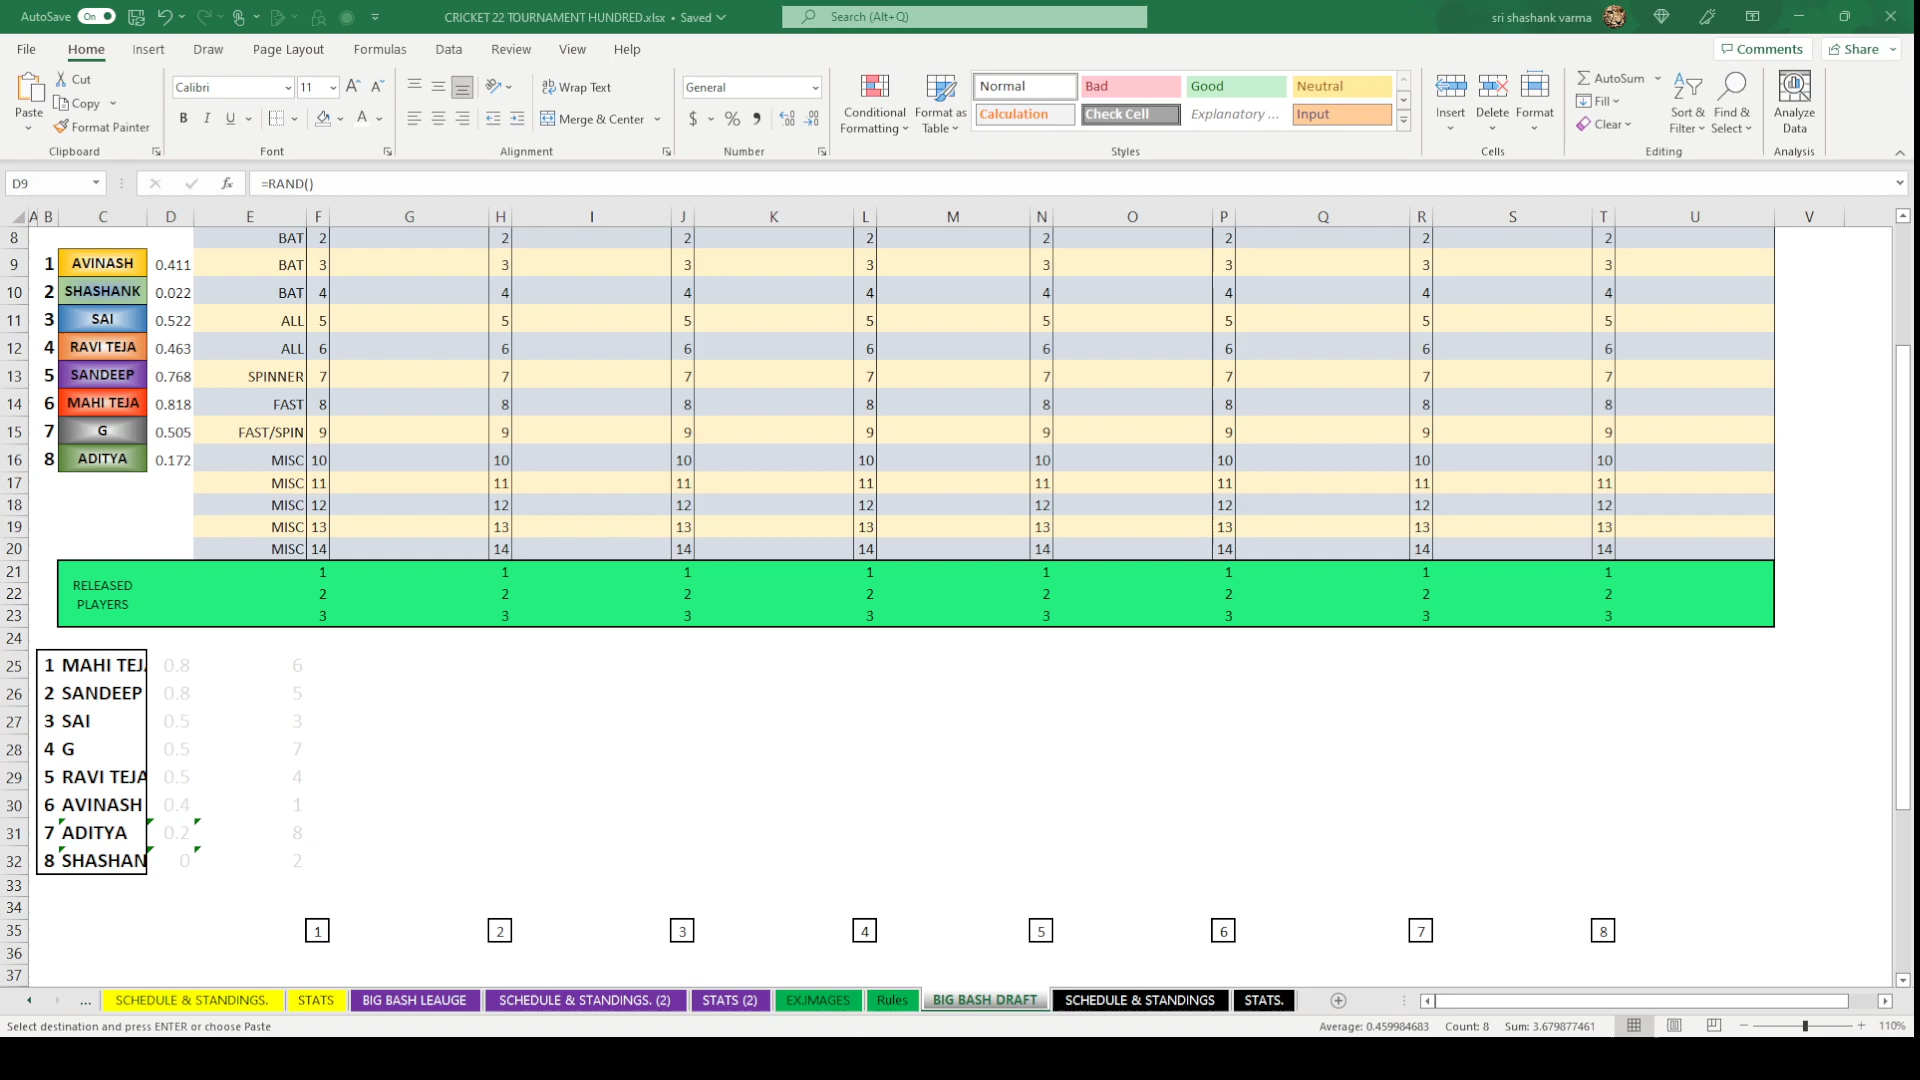 AutoSave On CRICKET 22 TOURNAMENT HUNDRED.xlsx • Saved Search (Alt+Q) sri shashank varma
File Home Insert Draw Page Layout Formulas Data Review View Help Comments Share
Paste Cut Copy Format Painter Clipboard
Calibri 11 A^ A˅ B I U A Font
Wrap Text Merge & Center Alignment
General $ % 9 Number
Conditional Formatting Format as Table
Normal Bad Good Neutral
Calculation Check Cell Explanatory ... Input
Styles
Insert Delete Format Cells
AutoSum Fill Clear Sort & Filter Find & Select Editing
Analyze Data Analysis
D9 fx =RAND()
A B C D E F G H I J K L M N O P Q R S T U V
8 BAT 2 2 2 2 2 2 2 2
9 1 AVINASH 0.411 BAT 3 3 3 3 3 3 3 3
10 2 SHASHANK 0.022 BAT 4 4 4 4 4 4 4 4
11 3 SAI 0.522 ALL 5 5 5 5 5 5 5 5
12 4 RAVI TEJA 0.463 ALL 6 6 6 6 6 6 6 6
13 5 SANDEEP 0.768 SPINNER 7 7 7 7 7 7 7 7
14 6 MAHI TEJA 0.818 FAST 8 8 8 8 8 8 8 8
15 7 G 0.505 FAST/SPIN 9 9 9 9 9 9 9 9
16 8 ADITYA 0.172 MISC 10 10 10 10 10 10 10 10
17 MISC 11 11 11 11 11 11 11 11
18 MISC 12 12 12 12 12 12 12 12
19 MISC 13 13 13 13 13 13 13 13
20 MISC 14 14 14 14 14 14 14 14
21 1 1 1 1 1 1 1 1
RELEASED PLAYERS
22 2 2 2 2 2 2 2 2
23 3 3 3 3 3 3 3 3
24
25 1 MAHI TEJ 0.8 6
26 2 SANDEEP 0.8 5
27 3 SAI 0.5 3
28 4 G 0.5 7
29 5 RAVI TEJA 0.5 4
30 6 AVINASH 0.4 1
31 7 ADITYA 0.2 8
32 8 SHASHAN 0 2
33
34
35 1 2 3 4 5 6 7 8
36
37
... SCHEDULE & STANDINGS. STATS BIG BASH LEAUGE SCHEDULE & STANDINGS. (2) STATS (2) EX.IMAGES Rules BIG BASH DRAFT SCHEDULE & STANDINGS STATS.
Select destination and press ENTER or choose Paste Average: 0.459984683 Count: 8 Sum: 3.679877461 110%